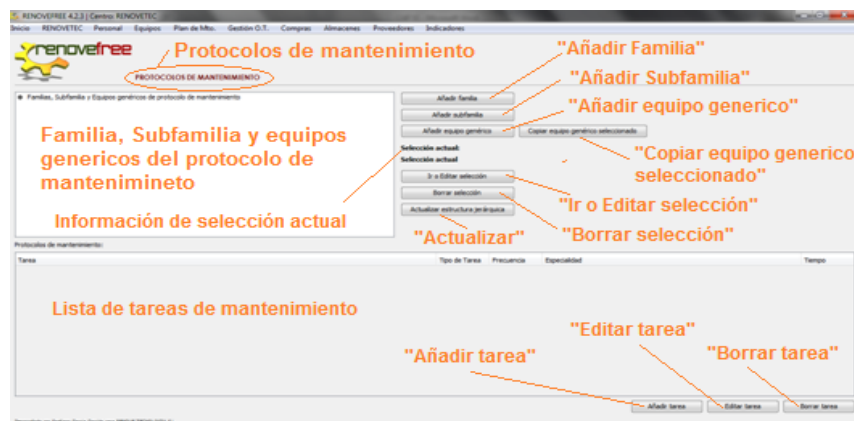 RENOVEFREE 4.2.3 | Centro: RENOVETEC
Inicio RENOVETEC Personal Equipos Plan de Mto. Gestión O.T. Compras Almacenes Proveedores Indicadores
renovefree
Protocolos de mantenimiento
PROTOCOLOS DE MANTENIMIENTO
"Añadir Familia"
"Añadir Subfamilia"
"Añadir equipo generico"
Familias, Subfamilia y Equipos genéricos de protocolo de mantenimiento
Añadir familia
Añadir subfamilia
Añadir equipo genérico
Copiar equipo genérico seleccionado
Familia, Subfamilia y equipos
genericos del protocolo de
mantenimineto
Selección actual:
Selección actual
"Copiar equipo generico
seleccionado"
Ir o Editar selección
Borrar selección
Actualizar estructura jerárquica
Información de selección actual
"Ir o Editar selección"
"Actualizar"
"Borrar selección"
Protocolos de mantenimiento:
Tarea Tipo de Tarea Frecuencia Especialidad Tiempo
Lista de tareas de mantenimiento
"Editar tarea"
"Añadir tarea"
"Borrar tarea"
Añadir tarea Editar tarea Borrar tarea